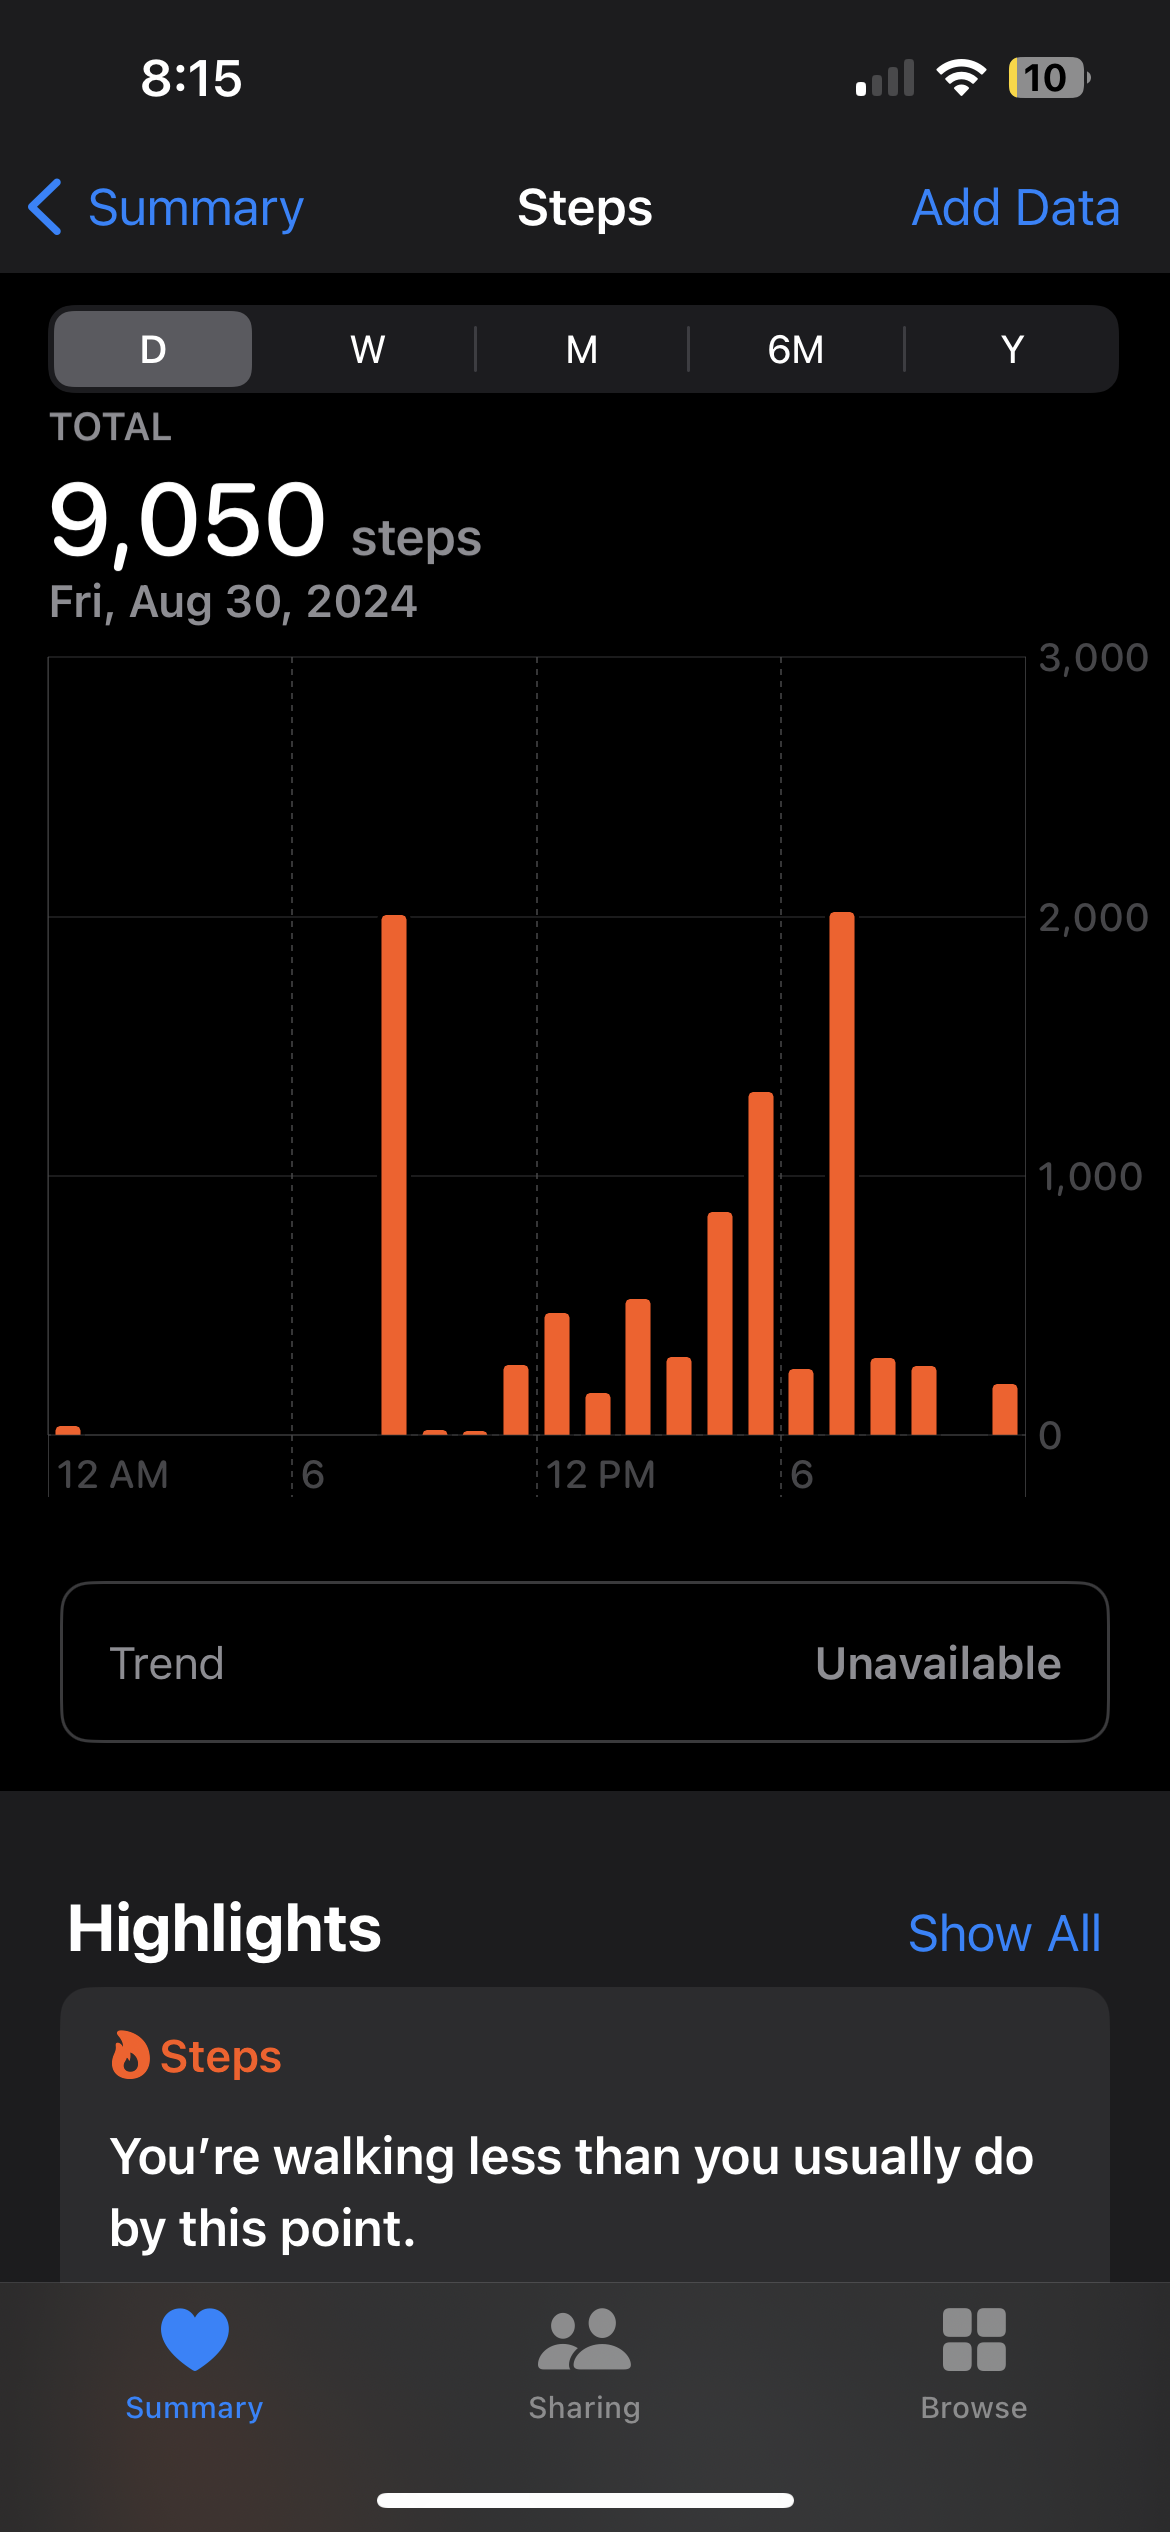 8:15
10
Summary
Steps
Add Data
D
W
M
6M
Y
TOTAL
9,050 steps
Fri, Aug 30, 2024
3,000
2,000
1,000
0
12 AM
6
12 PM
6
Trend
Unavailable
Highlights
Show All
Steps
You’re walking less than you usually do
by this point.
Summary
Sharing
Browse